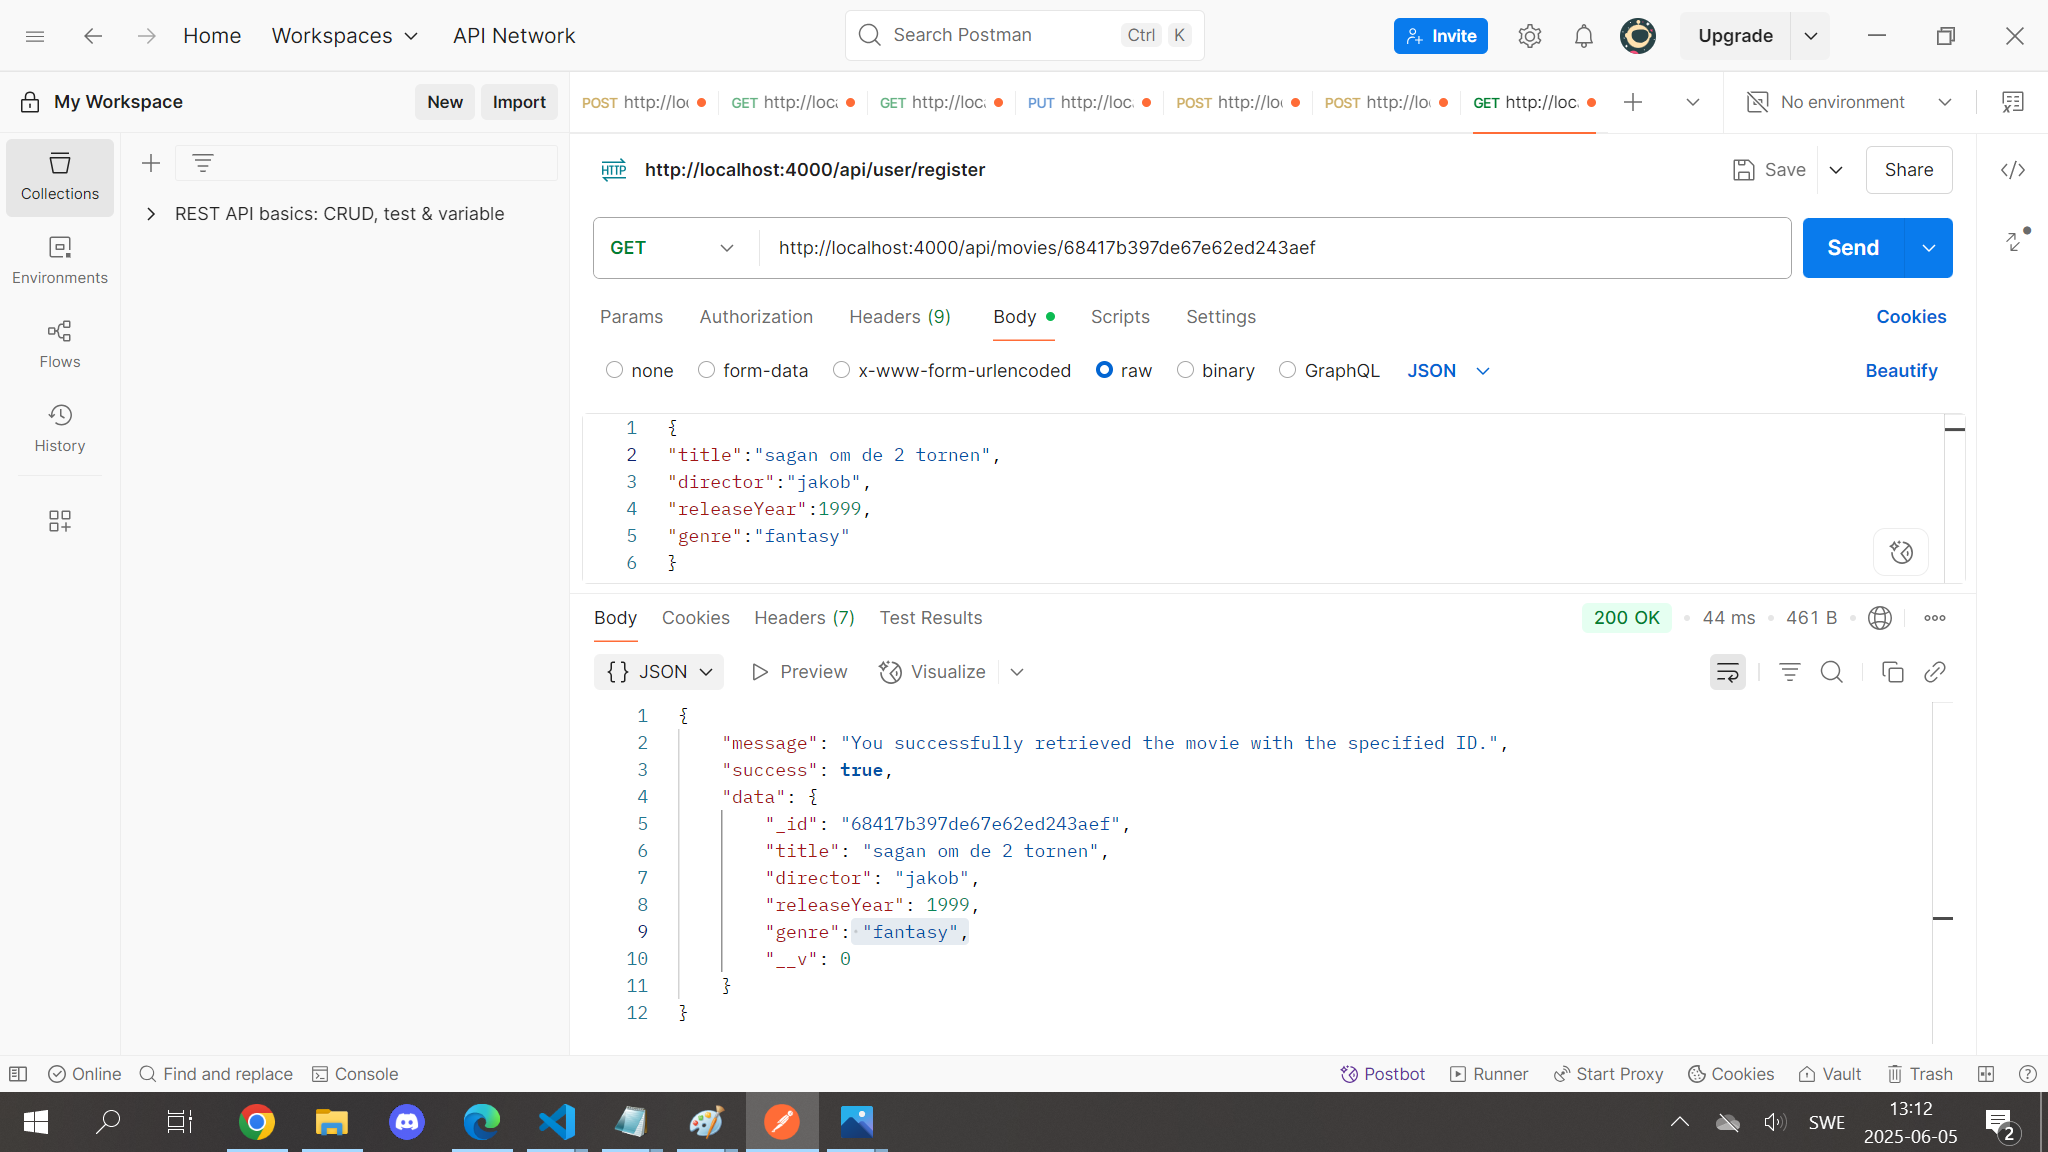 Home Workspaces API Network Search Postman Ctrl K Invite Upgrade
My Workspace New Import POST http://loc GET http://loca GET http://loca PUT http://loc POST http://lo POST http://lo GET http://loc No environment
Collections
Environments
Flows
History
REST API basics: CRUD, test & variable
HTTP http://localhost:4000/api/user/register Save Share
GET http://localhost:4000/api/movies/68417b397de67e62ed243aef Send
Params Authorization Headers (9) Body Scripts Settings Cookies
none form-data x-www-form-urlencoded raw binary GraphQL JSON Beautify
1 {
2 "title":"sagan om de 2 tornen",
3 "director":"jakob",
4 "releaseYear":1999,
5 "genre":"fantasy"
6 }
Body Cookies Headers (7) Test Results 200 OK 44 ms 461 B
{} JSON Preview Visualize
1 {
2 "message": "You successfully retrieved the movie with the specified ID.",
3 "success": true,
4 "data": {
5 "_id": "68417b397de67e62ed243aef",
6 "title": "sagan om de 2 tornen",
7 "director": "jakob",
8 "releaseYear": 1999,
9 "genre": "fantasy",
10 "__v": 0
11 }
12 }
Online Find and replace Console Postbot Runner Start Proxy Cookies Vault Trash
SWE 13:12
2025-06-05 2